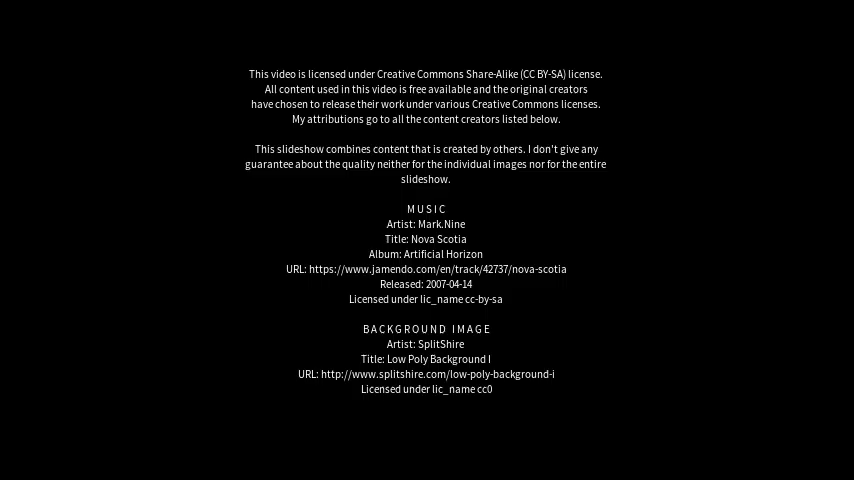 This video is licensed under Creative Commons Share-Alike (CC BY-SA) license.
All content used in this video is free available and the original creators
have chosen to release their work under various Creative Commons licenses.
My attributions go to all the content creators listed below.
This slideshow combines content that is created by others. I don't give any
guarantee about the quality neither for the individual images nor for the entire
slideshow.
MUSIC
Artist: Mark.Nine
Title: Nova Scotia
Album: Artificial Horizon
URL: https://www.jamendo.com/en/track/42737/nova-scotia
Released: 2007-04-14
Licensed under lic_name cc-by-sa
BACKGROUND IMAGE
Artist: SplitShire
Title: Low Poly Background I
URL: http://www.splitshire.com/low-poly-background-i
Licensed under lic_name cc0